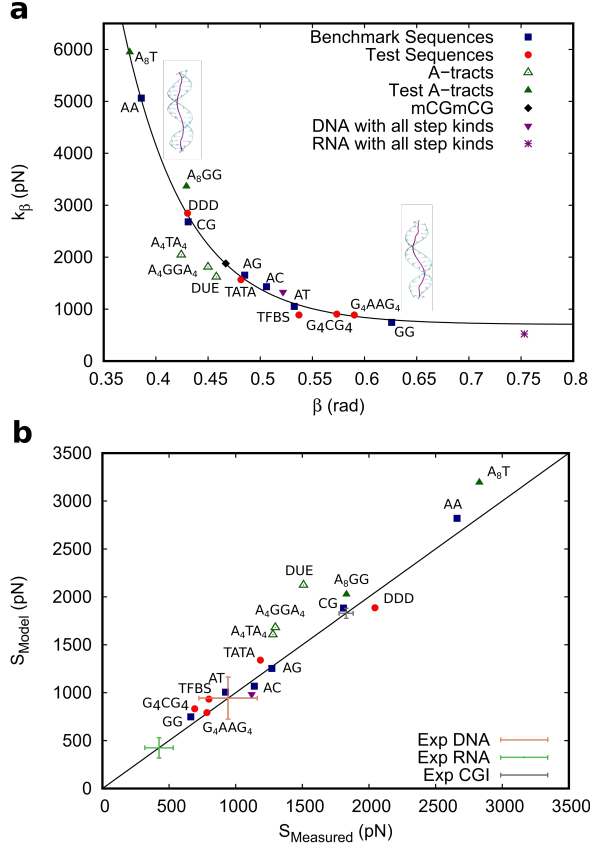 a
6000
5000
4000
3000
2000
1000
0
kβ (pN)
Benchmark Sequences
Test Sequences
A−tracts
Test A−tracts
mCGmCG
DNA with all step kinds
RNA with all step kinds
A8T
AA
A8GG
DDD
CG
A4TA4
A4GGA4
DUE
AG
TATA
AC
AT
TFBS
G4CG4
G4AAG4
GG
0.35 0.4 0.45 0.5 0.55 0.6 0.65 0.7 0.75 0.8
β (rad)
b
3500
3000
2500
2000
1500
1000
500
0
SModel (pN)
A8T
AA
DUE
A8GG
CG
DDD
A4GGA4
A4TA4
TATA
AG
AT
AC
TFBS
G4CG4
GG
G4AAG4
Exp DNA
Exp RNA
Exp CGI
0 500 1000 1500 2000 2500 3000 3500
SMeasured (pN)